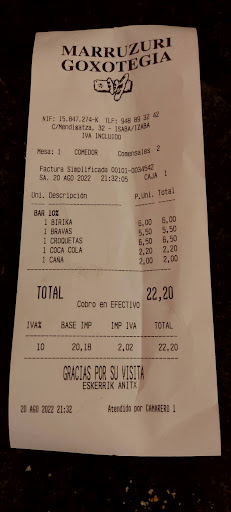 MARRUZURI
GOXOTEGIA
NIF: 15.847.274-K TLF: 948 89 32 42
C/Mendigatza, 32 - ISABA/IZABA
IVA INCLUIDO
Mesa: 1 COMEDOR Comensales 2
Factura Simplificada 00101-0034542
SA. 20 AGO 2022 21:32:05 CAJA 1
Uni. Descripción P.Uni. Total
BAR 10%
1 BIRIKA 6,00 6,00
1 BRAVAS 5,50 5,50
1 CROQUETAS 6,50 6,50
1 COCA COLA 2,20 2,20
1 CAÑA 2,00 2,00
TOTAL 22,20
Cobro en EFECTIVO
IVA% BASE IMP IMP IVA TOTAL
10 20,18 2,02 22,20
GRACIAS POR SU VISITA
ESKERRIK ANITX
20 AGO 2022 21:32 Atendido por CAMARERO 1